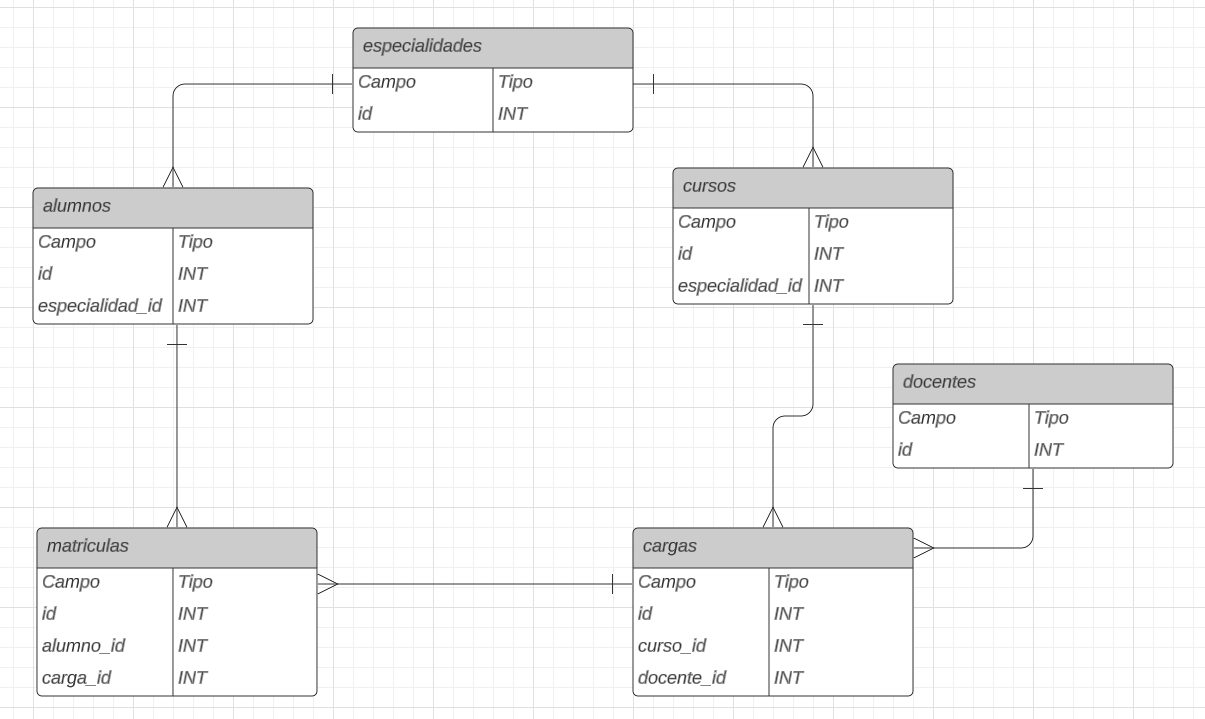 especialidades
Campo Tipo
id INT
alumnos
Campo Tipo
id INT
especialidad_id INT
cursos
Campo Tipo
id INT
especialidad_id INT
docentes
Campo Tipo
id INT
matriculas
Campo Tipo
id INT
alumno_id INT
carga_id INT
cargas
Campo Tipo
id INT
curso_id INT
docente_id INT